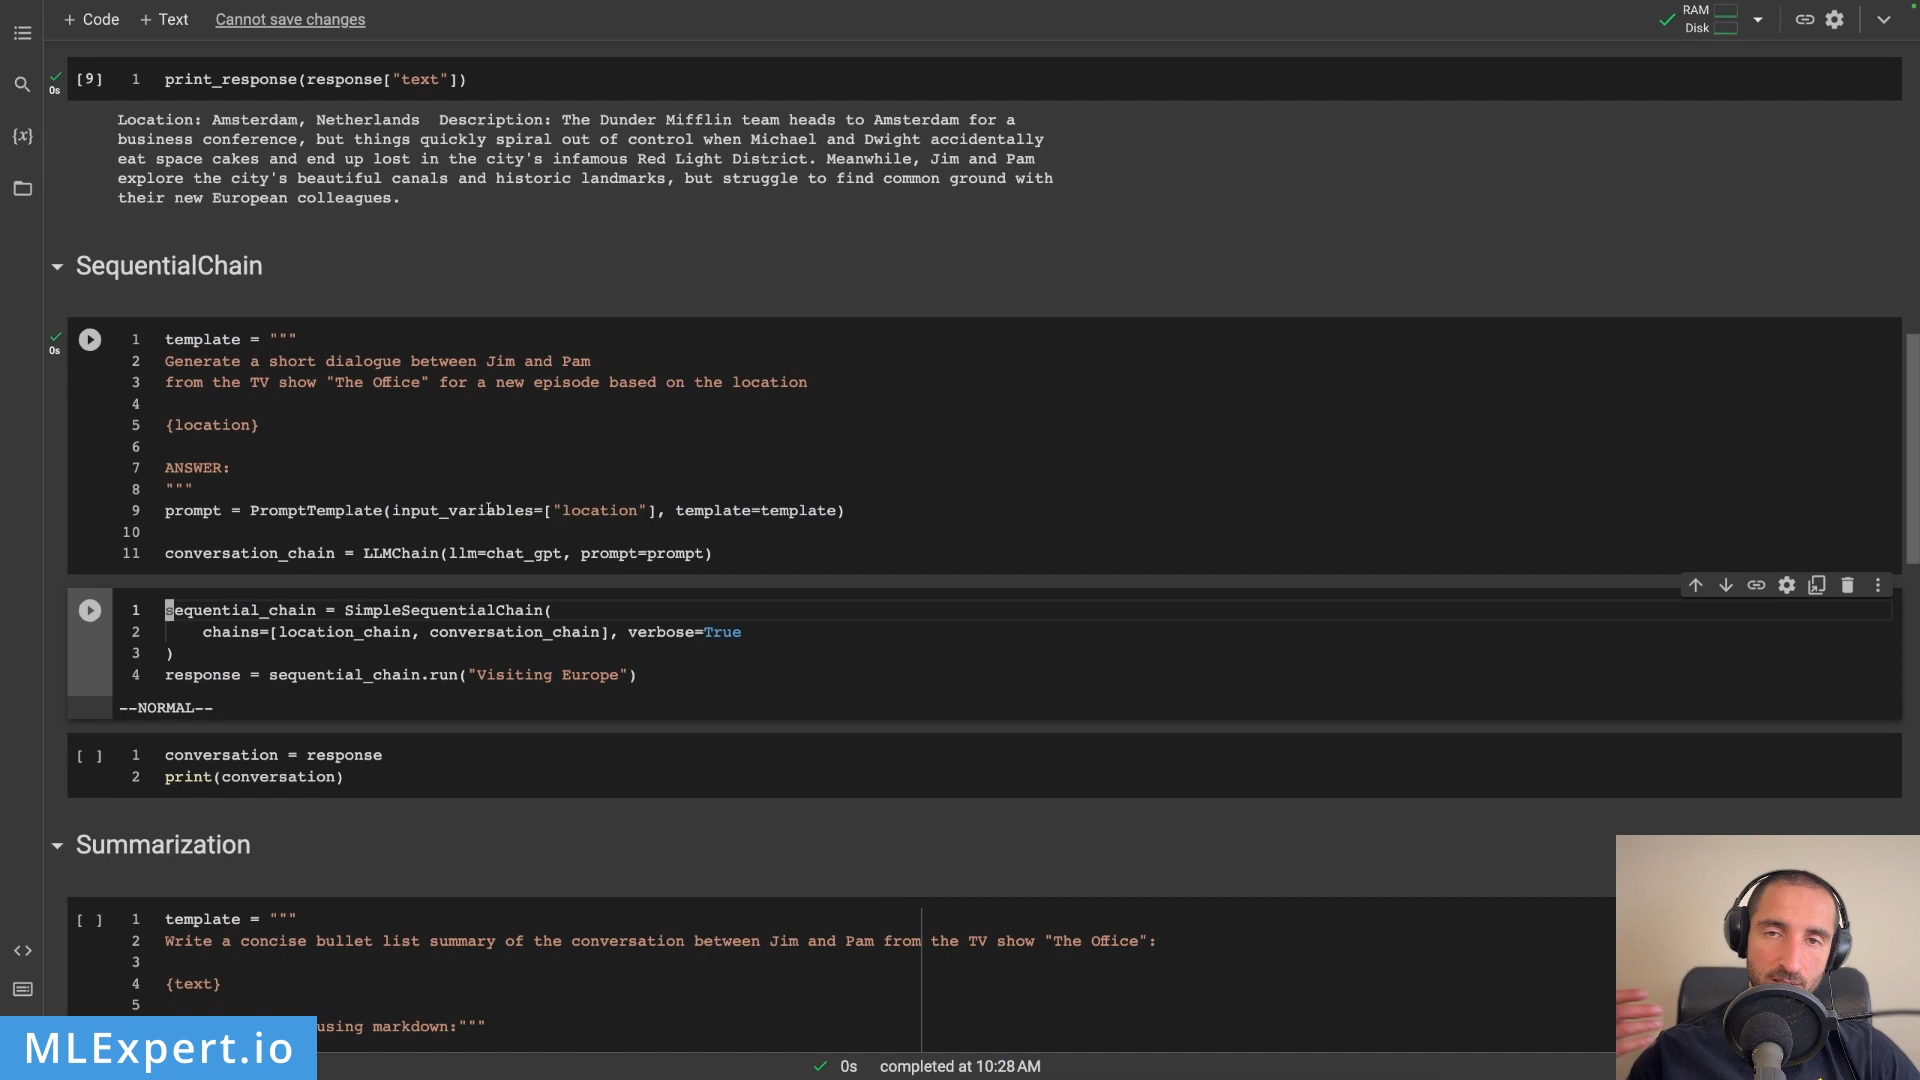 + Code + Text Cannot save changes
RAM
Disk
0s
[9] 1 print_response(response["text"])
Location: Amsterdam, Netherlands  Description: The Dunder Mifflin team heads to Amsterdam for a
business conference, but things quickly spiral out of control when Michael and Dwight accidentally
eat space cakes and end up lost in the city's infamous Red Light District. Meanwhile, Jim and Pam
explore the city's beautiful canals and historic landmarks, but struggle to find common ground with
their new European colleagues.
{x}
SequentialChain
0s
1 template = """
2 Generate a short dialogue between Jim and Pam
3 from the TV show "The Office" for a new episode based on the location
4
5 {location}
6
7 ANSWER:
8 """
9 prompt = PromptTemplate(input_variables=["location"], template=template)
10
11 conversation_chain = LLMChain(llm=chat_gpt, prompt=prompt)
1 sequential_chain = SimpleSequentialChain(
2     chains=[location_chain, conversation_chain], verbose=True
3 )
4 response = sequential_chain.run("Visiting Europe")
--NORMAL--
[ ] 1 conversation = response
2 print(conversation)
Summarization
[ ] 1 template = """
2 Write a concise bullet list summary of the conversation between Jim and Pam from the TV show "The Office":
3
4 {text}
5
using markdown:"""
MLExpert.io
0s completed at 10:28 AM